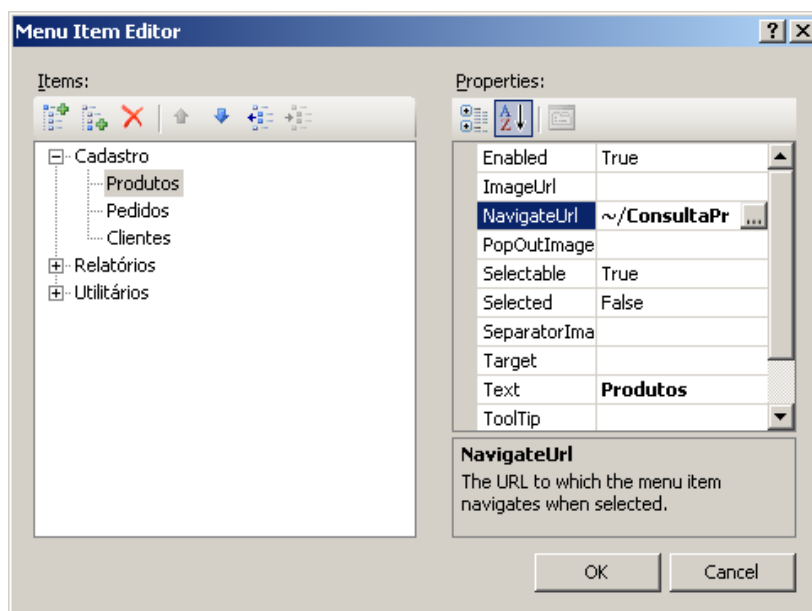 Menu Item Editor
Items:
Properties:
Cadastro
Produtos
Pedidos
Clientes
Relatórios
Utilitários
Enabled True
ImageUrl
NavigateUrl ~/ConsultaPr ...
PopOutImage
Selectable True
Selected False
SeparatorIma
Target
Text Produtos
ToolTip
NavigateUrl
The URL to which the menu item
navigates when selected.
OK Cancel